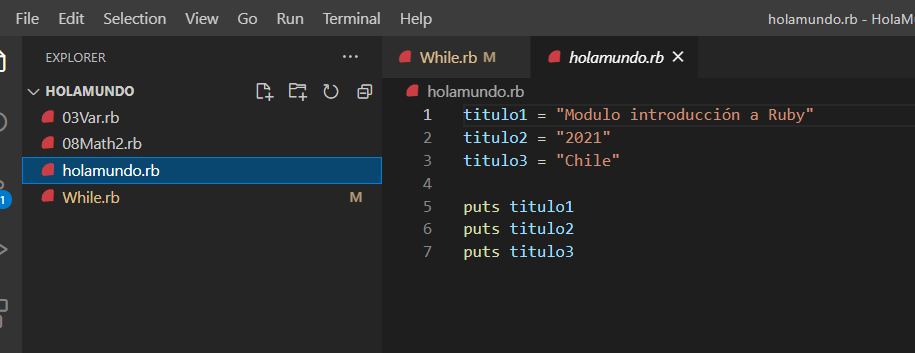 File Edit Selection View Go Run Terminal Help holamundo.rb - HolaM
EXPLORER ...
HOLAMUNDO
03Var.rb
08Math2.rb
holamundo.rb
While.rb M
1
While.rb M holamundo.rb
holamundo.rb
1 titulo1 = "Modulo introducción a Ruby"
2 titulo2 = "2021"
3 titulo3 = "Chile"
4
5 puts titulo1
6 puts titulo2
7 puts titulo3